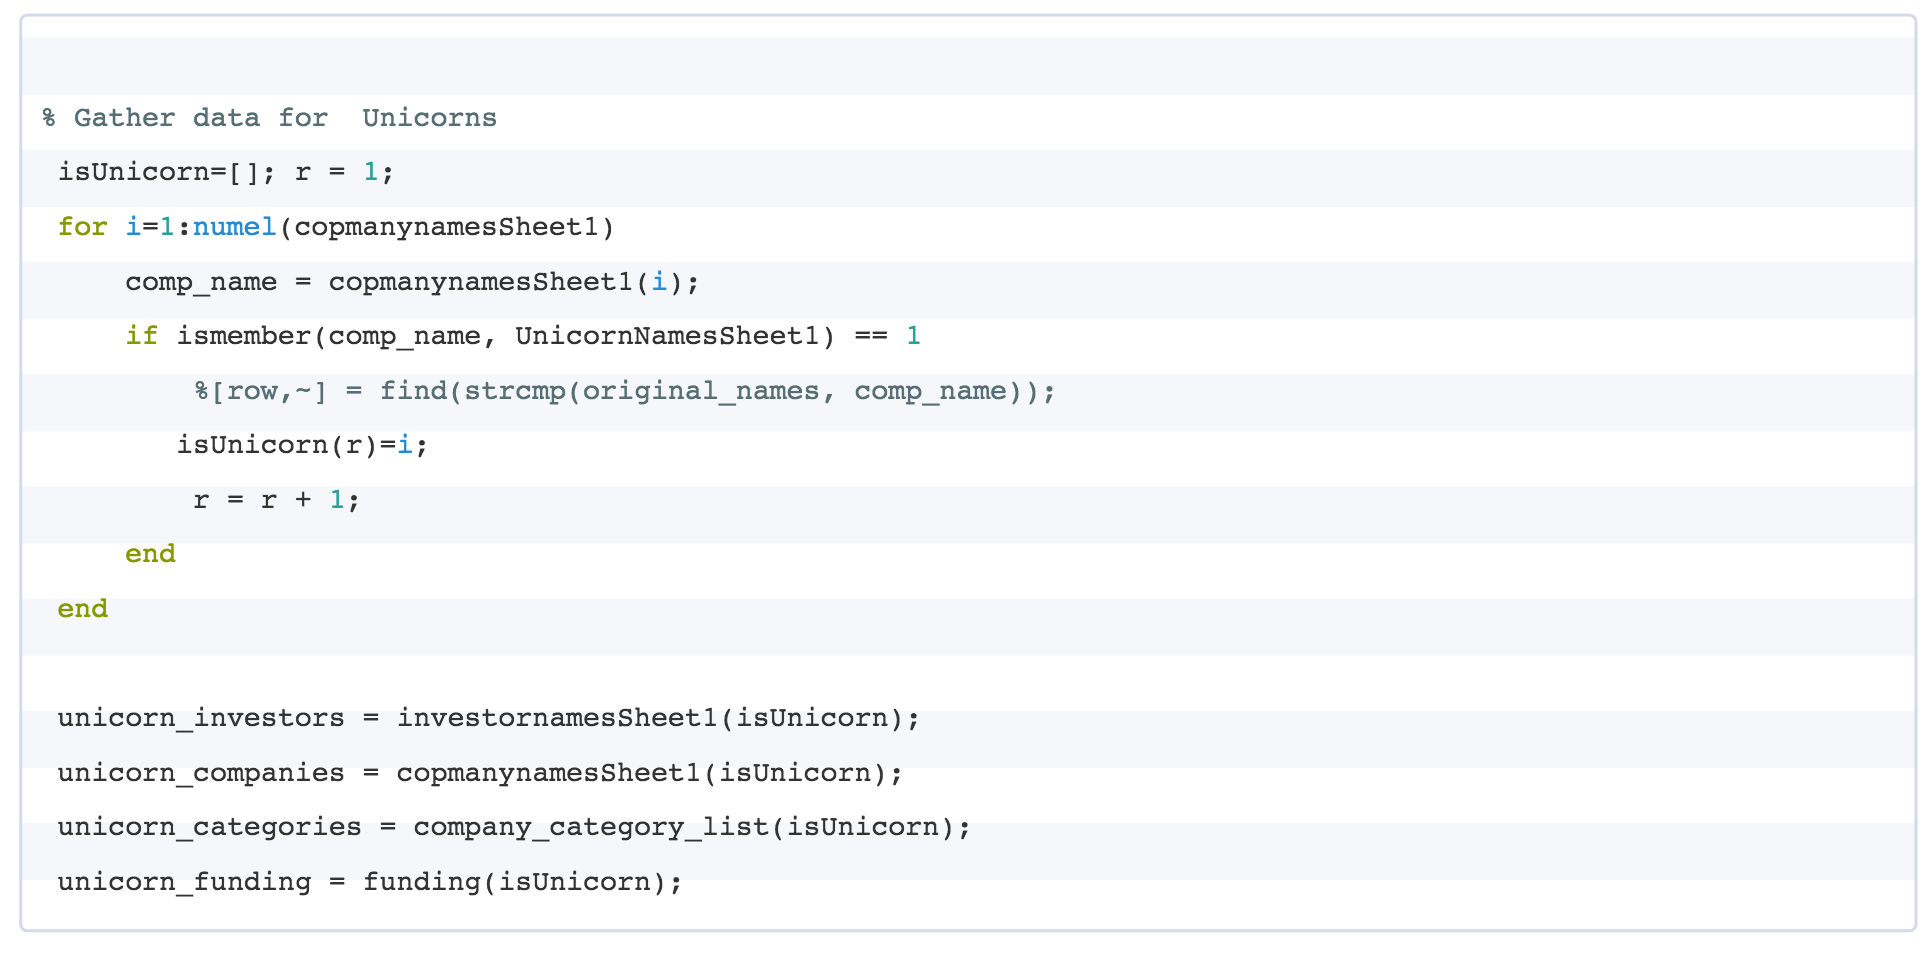 % Gather data for  Unicorns
isUnicorn=[]; r = 1;
for i=1:numel(copmanynamesSheet1)
    comp_name = copmanynamesSheet1(i);
    if ismember(comp_name, UnicornNamesSheet1) == 1
        %[row,~] = find(strcmp(original_names, comp_name));
       isUnicorn(r)=i;
        r = r + 1;
    end
end
unicorn_investors = investornamesSheet1(isUnicorn);
unicorn_companies = copmanynamesSheet1(isUnicorn);
unicorn_categories = company_category_list(isUnicorn);
unicorn_funding = funding(isUnicorn);